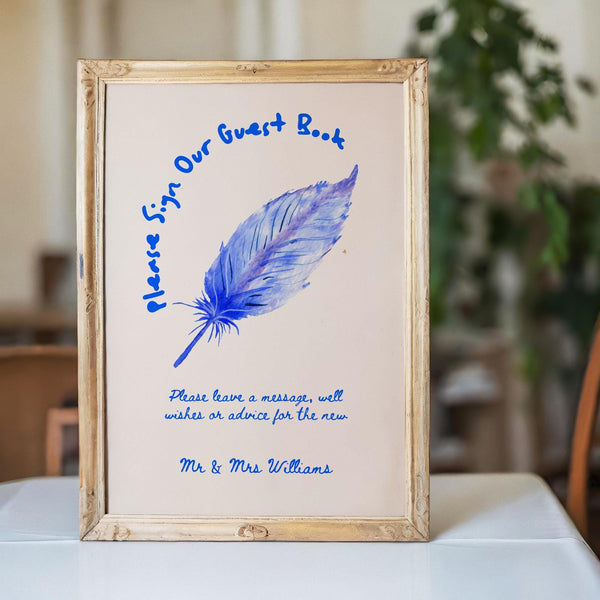 please Sign Our Guest Book
Please leave a message, well
wishes or advice for the new
Mr & Mrs Williams